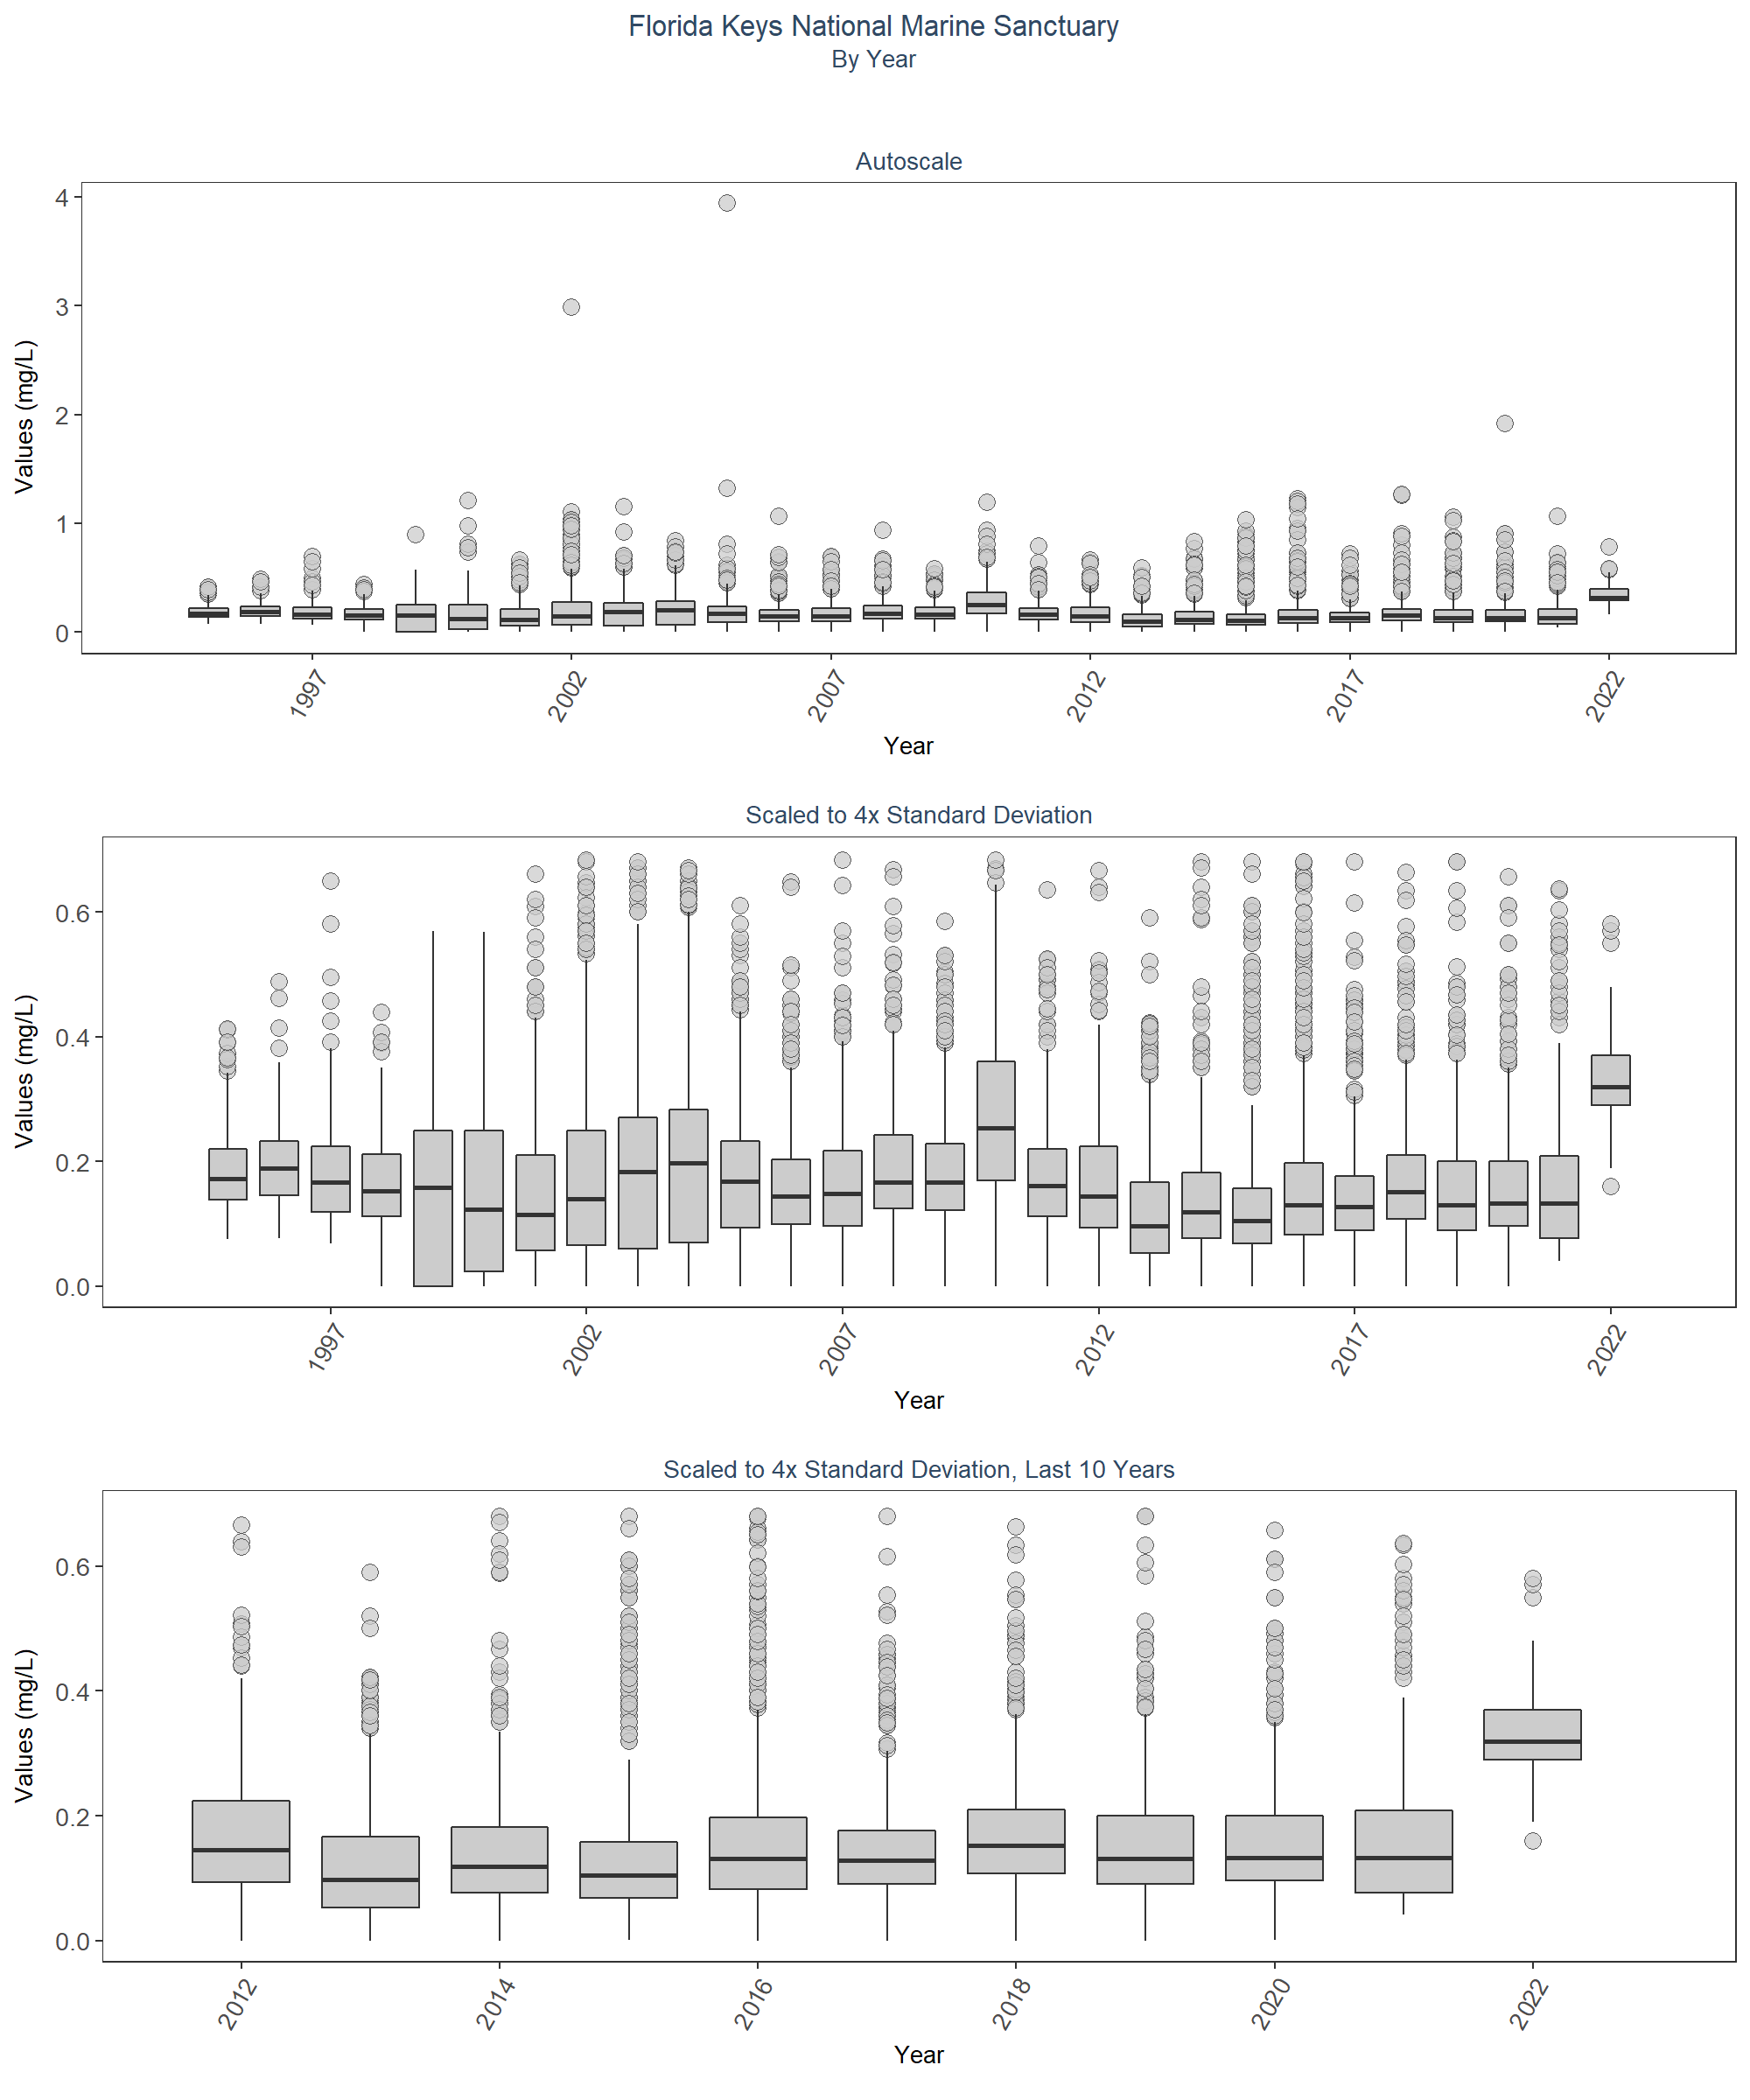 Florida Keys National Marine Sanctuary
By Year
Autoscale
Values (mg/L)
4
3
2
1
0
1997
2002
2007
2012
2017
2022
Year
Scaled to 4x Standard Deviation
Values (mg/L)
0.6
0.4
0.2
0.0
1997
2002
2007
2012
2017
2022
Year
Scaled to 4x Standard Deviation, Last 10 Years
Values (mg/L)
0.6
0.4
0.2
0.0
2012
2014
2016
2018
2020
2022
Year